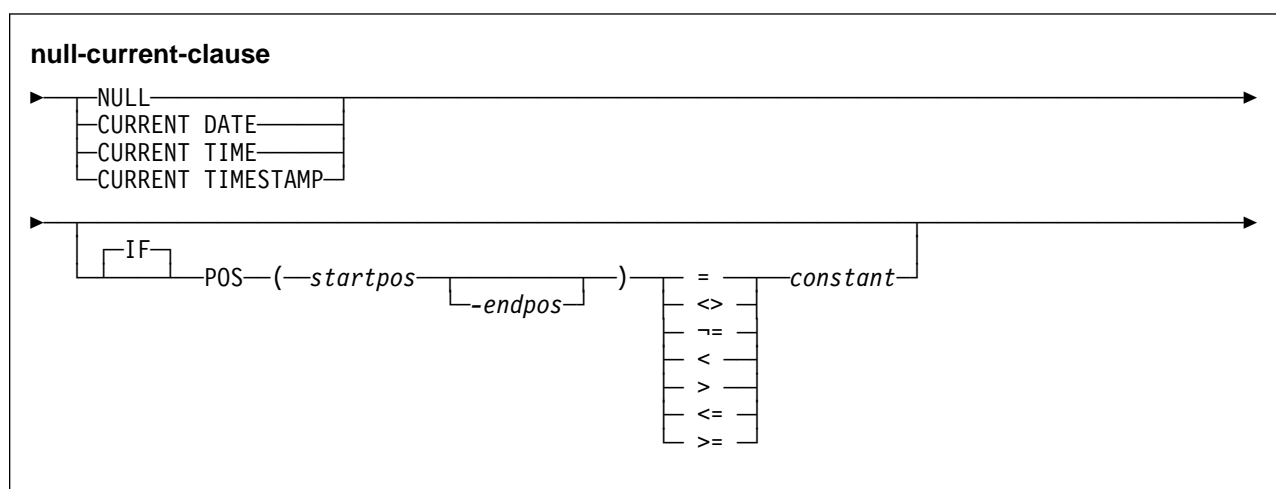 null-current-clause
NULL
CURRENT DATE
CURRENT TIME
CURRENT TIMESTAMP
IF
POS ( startpos ) = constant
-endpos <>
¬=
<
>
<=
>=